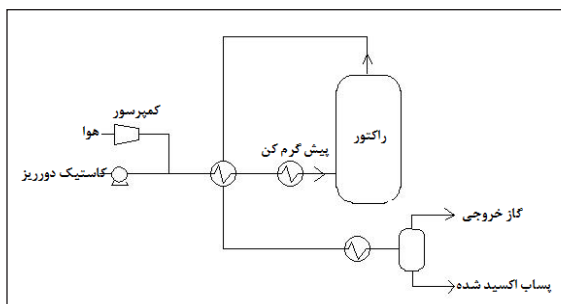 کمپرسور
هوا
راکتور
پیش گرم کن
کاستیک دورریز
گاز خروجی
پساب اکسید شده